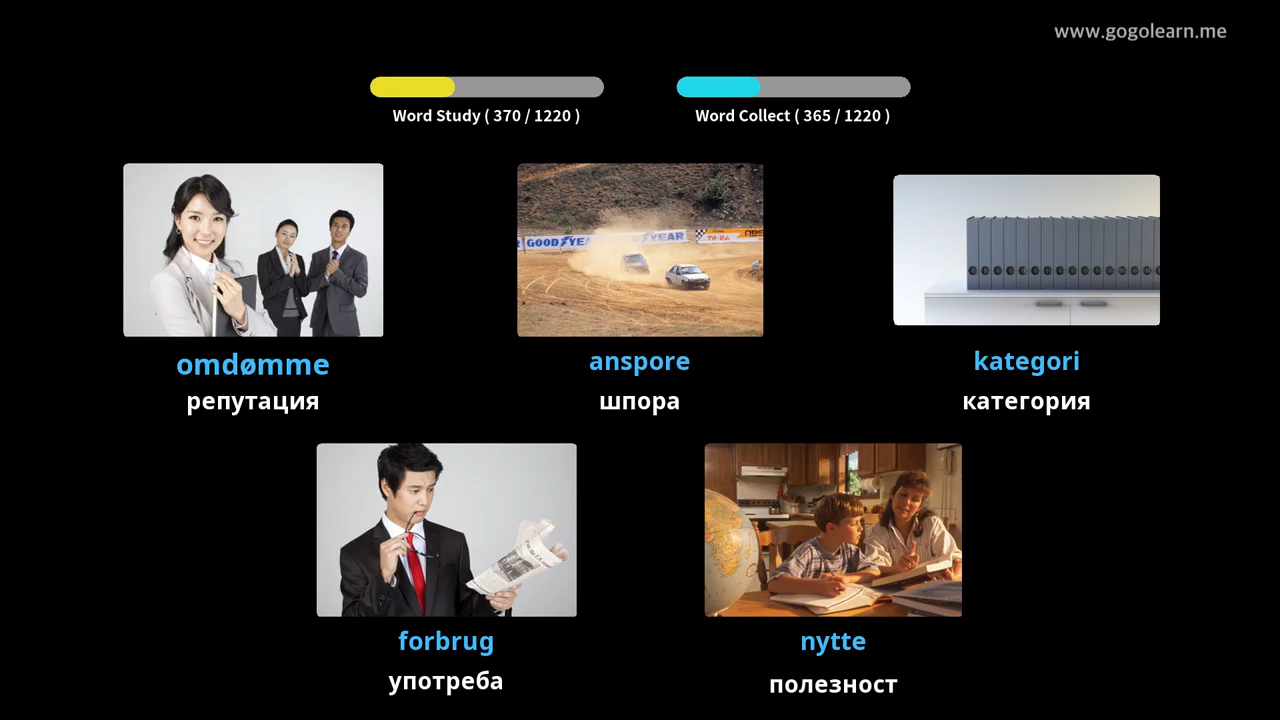 www.gogolearn.me
Word Study ( 370 / 1220 )
Word Collect ( 365 / 1220 )
GOODYEAR
omdømme
anspore
kategori
репутация
шпора
категория
forbrug
nytte
употреба
полезност